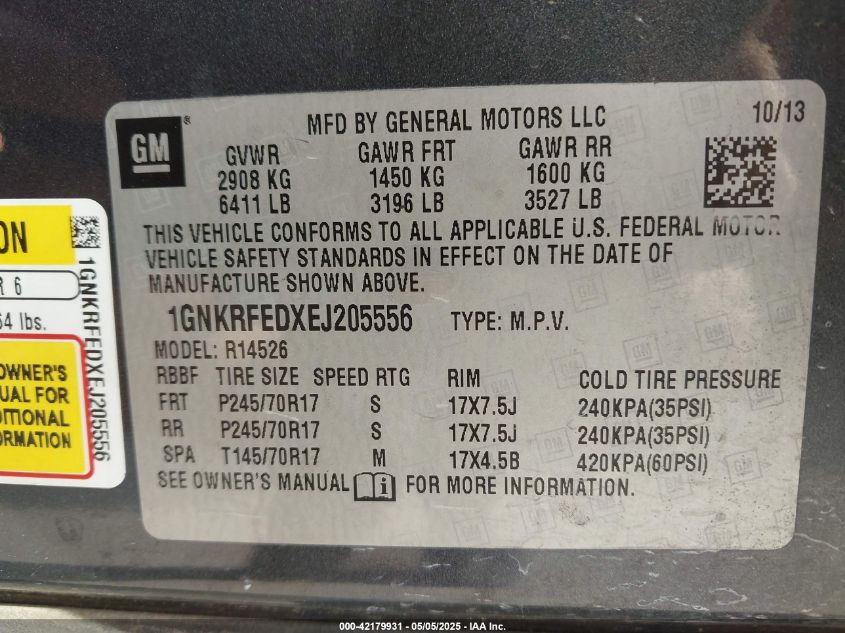 GM ®
MFD BY GENERAL MOTORS LLC 10/13
GVWR GAWR FRT GAWR RR
2908 KG 1450 KG 1600 KG
6411 LB 3196 LB 3527 LB
THIS VEHICLE CONFORMS TO ALL APPLICABLE U.S. FEDERAL MOTOR
VEHICLE SAFETY STANDARDS IN EFFECT ON THE DATE OF
MANUFACTURE SHOWN ABOVE.
1GNKRFEDXEJ205556 TYPE: M.P.V.
MODEL: R14526
RBBF TIRE SIZE SPEED RTG RIM COLD TIRE PRESSURE
FRT P245/70R17 S 17X7.5J 240KPA(35PSI)
RR P245/70R17 S 17X7.5J 240KPA(35PSI)
SPA T145/70R17 M 17X4.5B 420KPA(60PSI)
SEE OWNER'S MANUAL i FOR MORE INFORMATION.
ON
R 6
64 lbs.
OWNER'S
UAL FOR
DITIONAL
ORMATION
1GNKRFEDXEJ205556
000-42179931 - 05/05/2025 - IAA Inc.